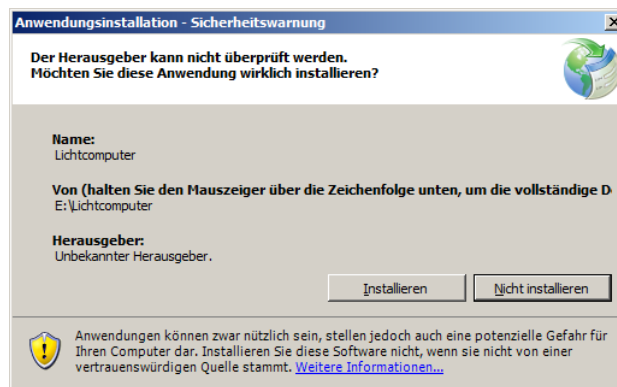 Anwendungsinstallation - Sicherheitswarnung
Der Herausgeber kann nicht überprüft werden.
Möchten Sie diese Anwendung wirklich installieren?
Name:
Lichtcomputer
Von (halten Sie den Mauszeiger über die Zeichenfolge unten, um die vollständige D
E:\Lichtcomputer
Herausgeber:
Unbekannter Herausgeber.
Installieren Nicht installieren
Anwendungen können zwar nützlich sein, stellen jedoch auch eine potenzielle Gefahr für
Ihren Computer dar. Installieren Sie diese Software nicht, wenn sie nicht von einer
vertrauenswürdigen Quelle stammt. Weitere Informationen...